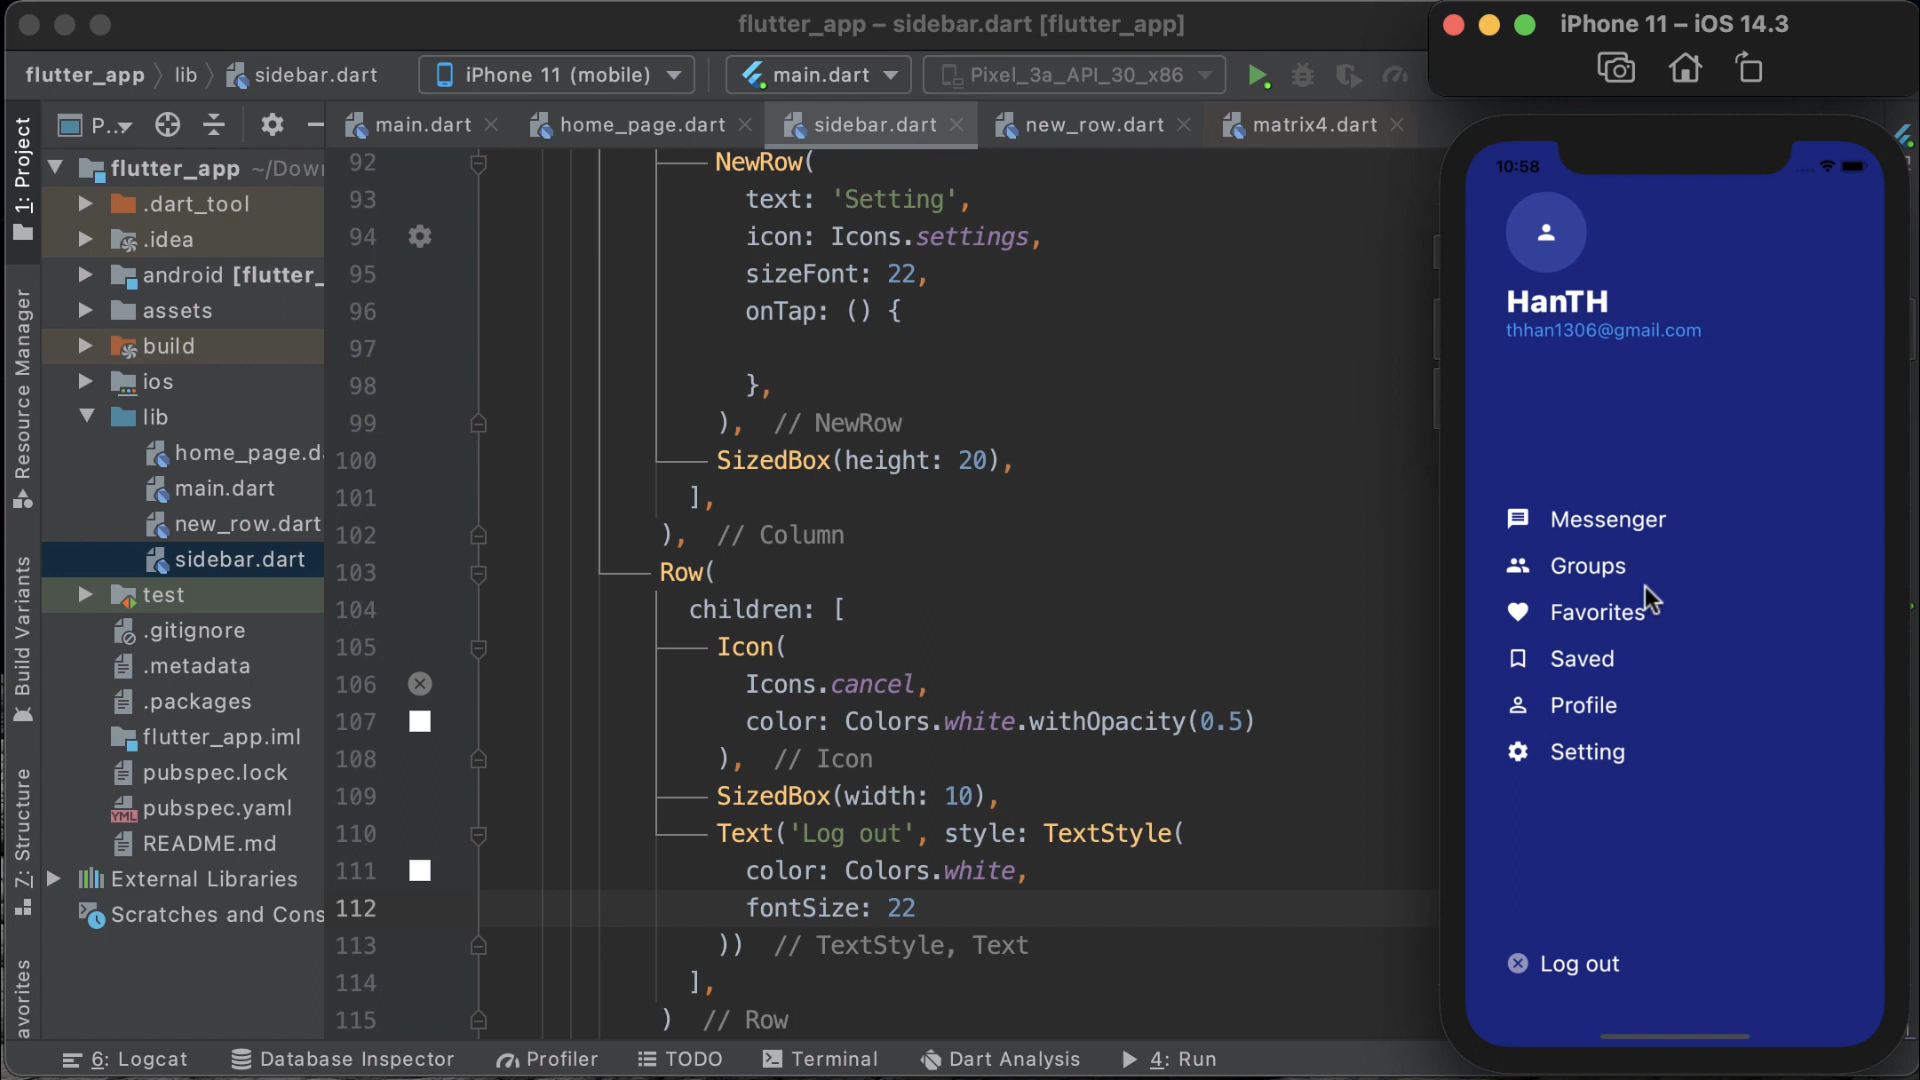 flutter_app – sidebar.dart [flutter_app]
iPhone 11 – iOS 14.3
flutter_app
lib
sidebar.dart
iPhone 11 (mobile)
main.dart
Pixel_3a_API_30_x86
P..
main.dart
home_page.dart
sidebar.dart
new_row.dart
matrix4.dart
1: Project
Resource Manager
Build Variants
Z: Structure
avorites
flutter_app ~/Down
.dart_tool
.idea
android [flutter_
assets
build
ios
lib
home_page.da
main.dart
new_row.dart
sidebar.dart
test
.gitignore
.metadata
.packages
flutter_app.iml
pubspec.lock
pubspec.yaml
README.md
External Libraries
Scratches and Cons
92 NewRow(
93 text: 'Setting',
94 icon: Icons.settings,
95 sizeFont: 22,
96 onTap: () {
97
98 },
99 ), // NewRow
100 SizedBox(height: 20),
101 ],
102 ), // Column
103 Row(
104 children: [
105 Icon(
106 Icons.cancel,
107 color: Colors.white.withOpacity(0.5)
108 ), // Icon
109 SizedBox(width: 10),
110 Text('Log out', style: TextStyle(
111 color: Colors.white,
112 fontSize: 22
113 )) // TextStyle, Text
114 ],
115 ) // Row
10:58
HanTH
thhan1306@gmail.com
Messenger
Groups
Favorites
Saved
Profile
Setting
Log out
6: Logcat
Database Inspector
Profiler
TODO
Terminal
Dart Analysis
4: Run
YML